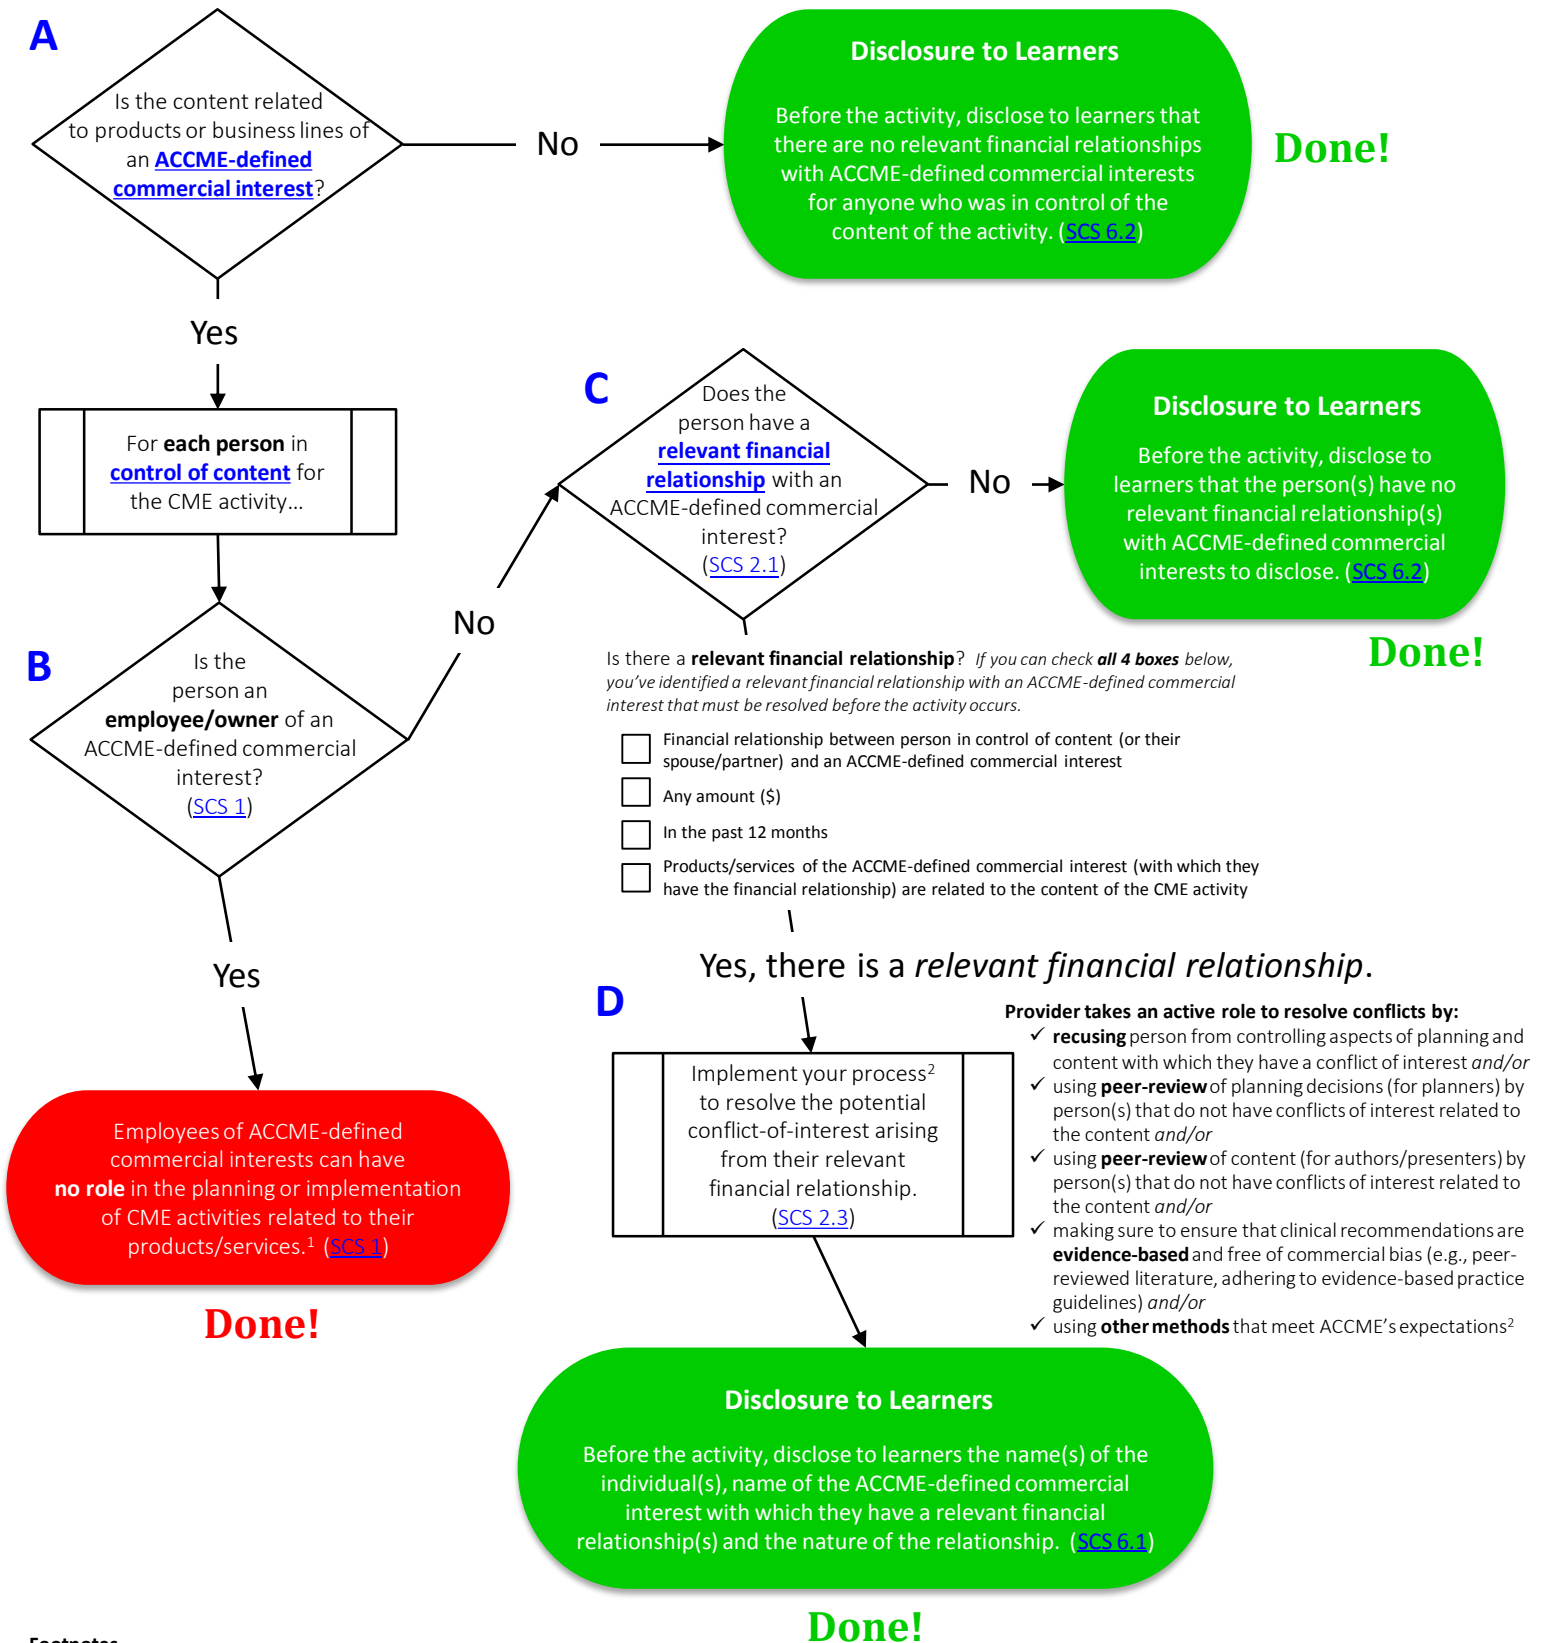 A
Is the content related
to products or business lines of
an ACCME-defined
commercial interest?
No
Disclosure to Learners
Before the activity, disclose to learners that
there are no relevant financial relationships
with ACCME-defined commercial interests
for anyone who was in control of the
content of the activity. (SCS 6.2)
Done!
Yes
For each person in
control of content for
the CME activity...
B
Is the
person an
employee/owner of an
ACCME-defined commercial
interest?
(SCS 1)
No
C
Does the
person have a
relevant financial
relationship with an
ACCME-defined commercial
interest?
(SCS 2.1)
No
Disclosure to Learners
Before the activity, disclose to
learners that the person(s) have no
relevant financial relationship(s)
with ACCME-defined commercial
interests to disclose. (SCS 6.2)
Done!
Is there a relevant financial relationship? If you can check all 4 boxes below,
you've identified a relevant financial relationship with an ACCME-defined commercial
interest that must be resolved before the activity occurs.
Financial relationship between person in control of content (or their
spouse/partner) and an ACCME-defined commercial interest
Any amount ($)
In the past 12 months
Products/services of the ACCME-defined commercial interest (with which they
have the financial relationship) are related to the content of the CME activity
Yes
Employees of ACCME-defined
commercial interests can have
no role in the planning or implementation
of CME activities related to their
products/services.¹ (SCS 1)
Done!
Yes, there is a relevant financial relationship.
D
Implement your process²
to resolve the potential
conflict-of-interest arising
from their relevant
financial relationship.
(SCS 2.3)
Provider takes an active role to resolve conflicts by:
✓ recusing person from controlling aspects of planning and
content with which they have a conflict of interest and/or
✓ using peer-review of planning decisions (for planners) by
person(s) that do not have conflicts of interest related to
the content and/or
✓ using peer-review of content (for authors/presenters) by
person(s) that do not have conflicts of interest related to
the content and/or
✓ making sure to ensure that clinical recommendations are
evidence-based and free of commercial bias (e.g., peer-
reviewed literature, adhering to evidence-based practice
guidelines) and/or
✓ using other methods that meet ACCME's expectations²
Disclosure to Learners
Before the activity, disclose to learners the name(s) of the
individual(s), name of the ACCME-defined commercial
interest with which they have a relevant financial
relationship(s) and the nature of the relationship. (SCS 6.1)
Done!
Footnotes